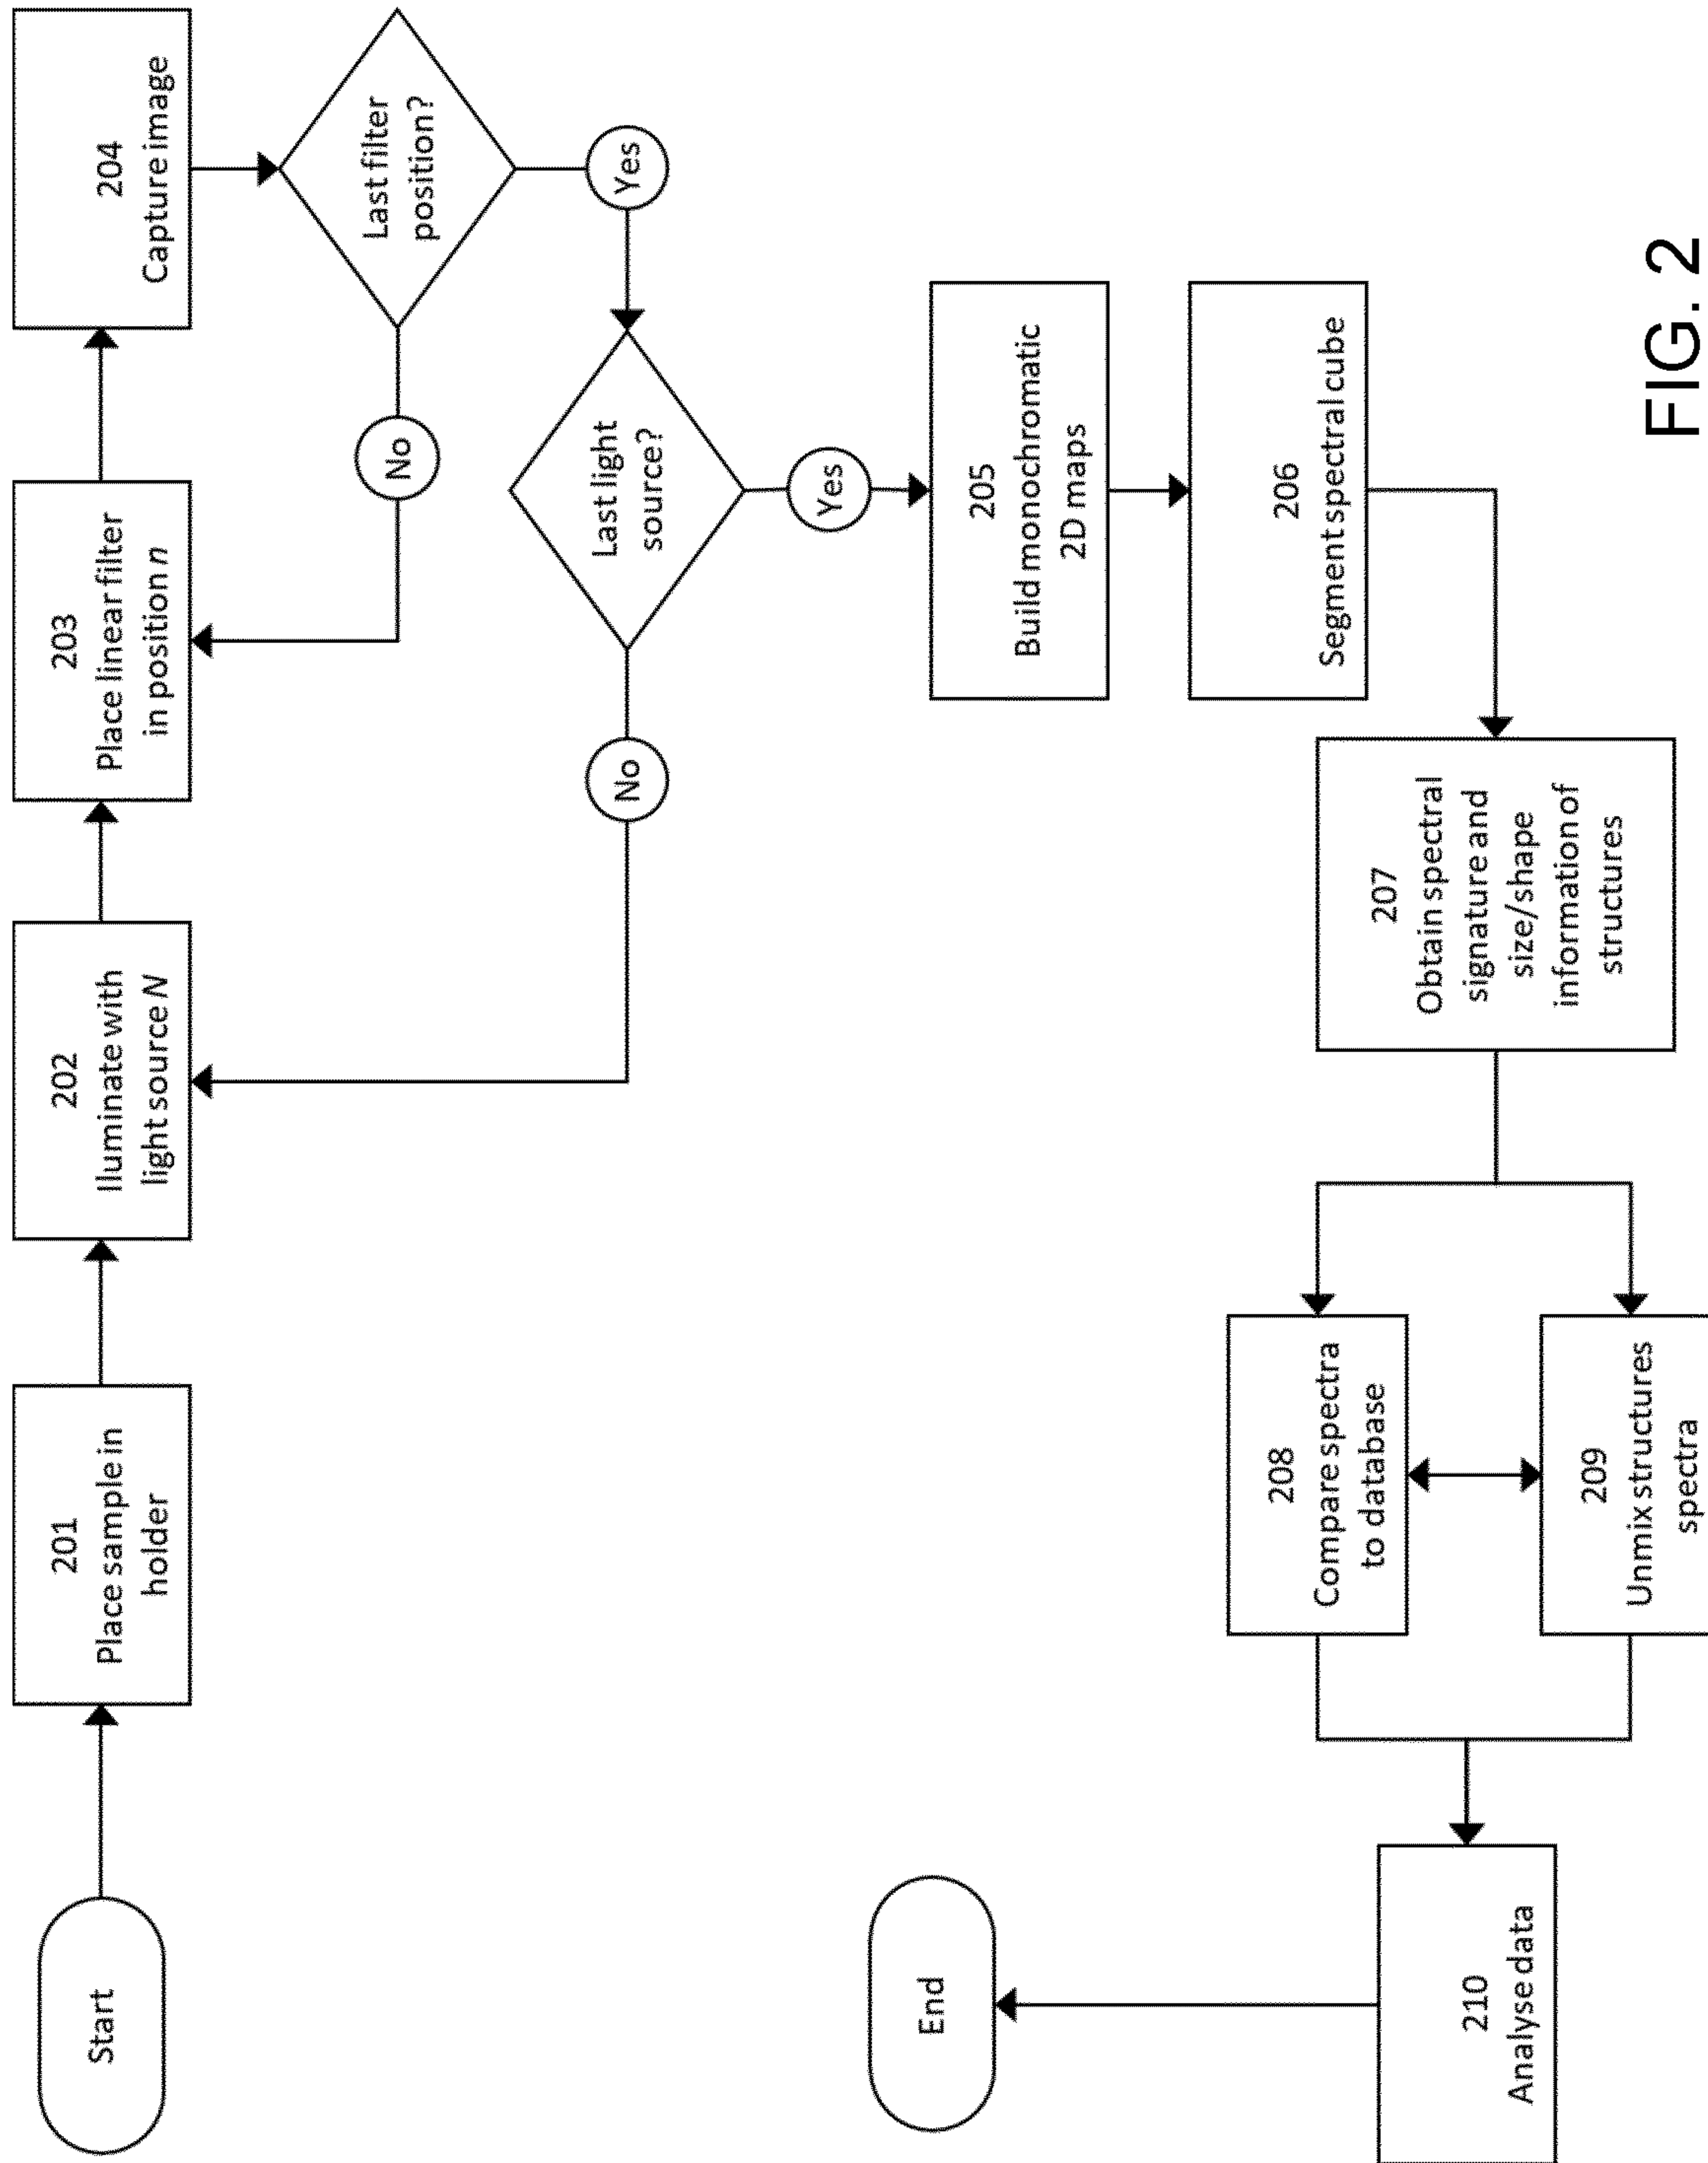 Start
201
Place sample in
holder
202
Iluminate with
light source N
203
Place linear filter
in position n
204
Capture image
Last filter
position?
No
Yes
Last light
source?
No
Yes
205
Build monochromatic
2D maps
206
Segment spectral cube
207
Obtain spectral
signature and
size/shape
information of
structures
208
Compare spectra
to database
209
Unmix structures
spectra
210
Analyse data
End
FIG. 2